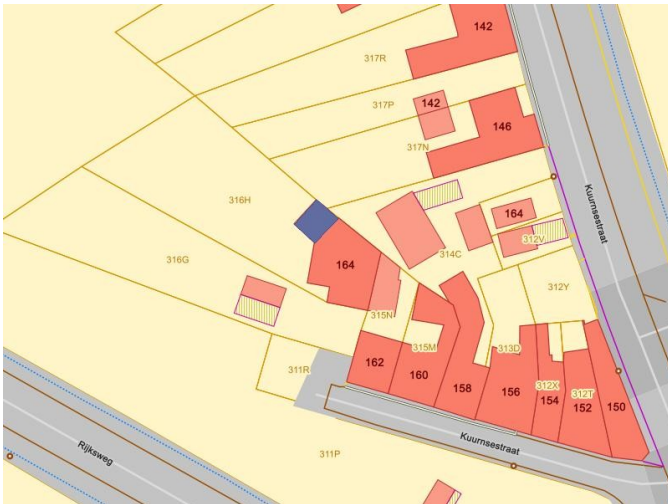 142
317R
317P
142
146
317N
Kuurnsestraat
316H
164
312V
314C
316G
164
312Y
315N
311R
162
315M
160
158
313D
156
312X
154
312T
152
150
Kuurnsestraat
Rijksweg
311P